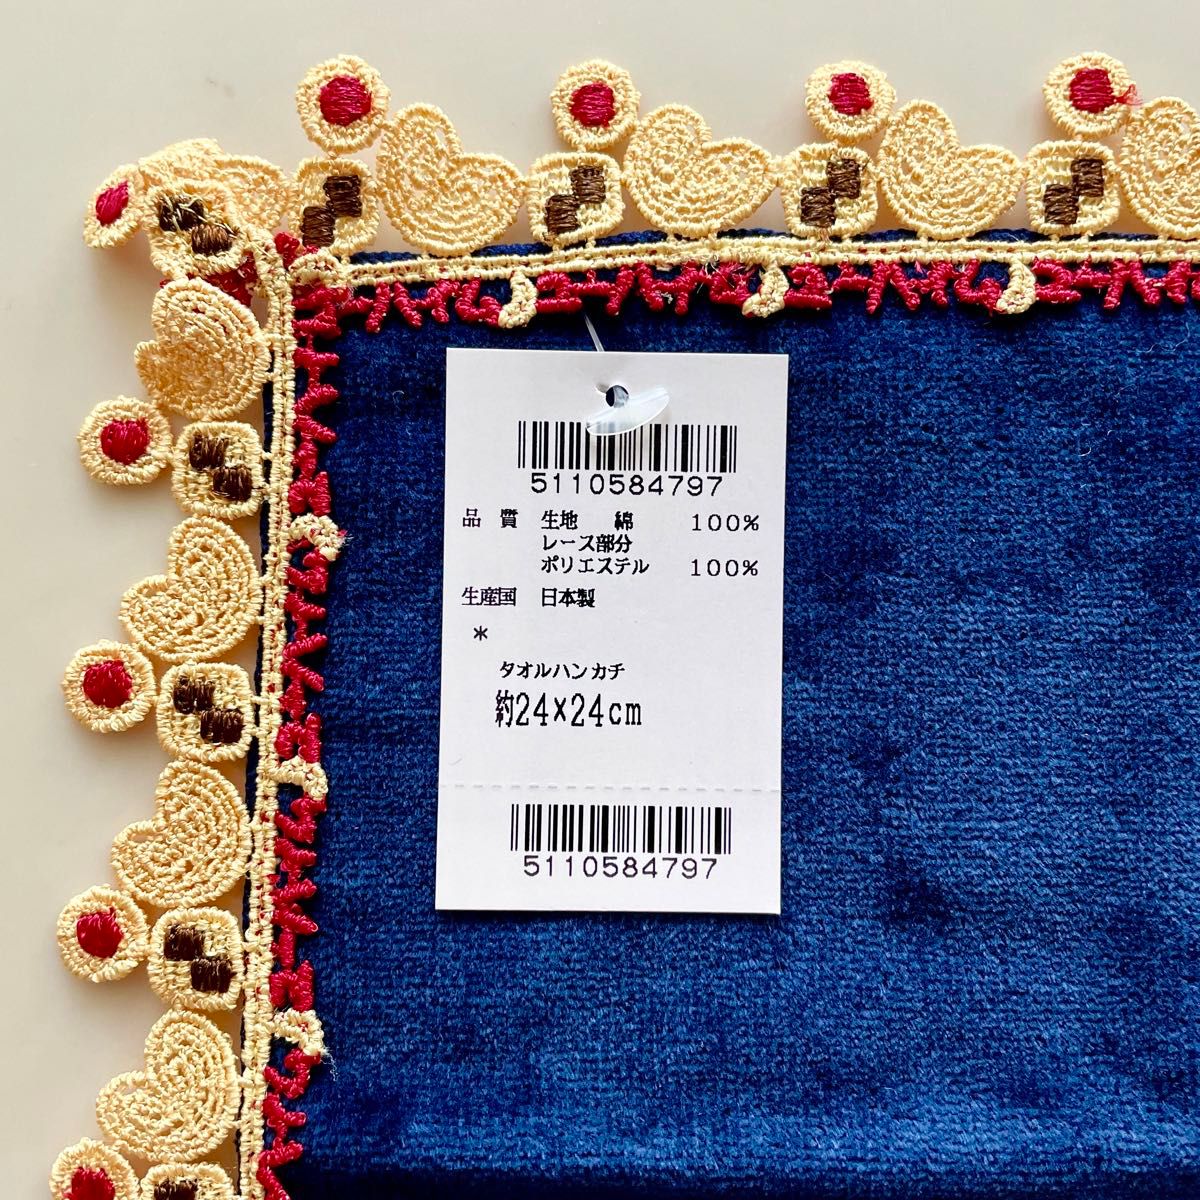 5110584797
品質 生地 綿 100%
レース部分
ポリエステル 100%
生産国 日本製
*
タオルハンカチ
約24×24cm
5110584797